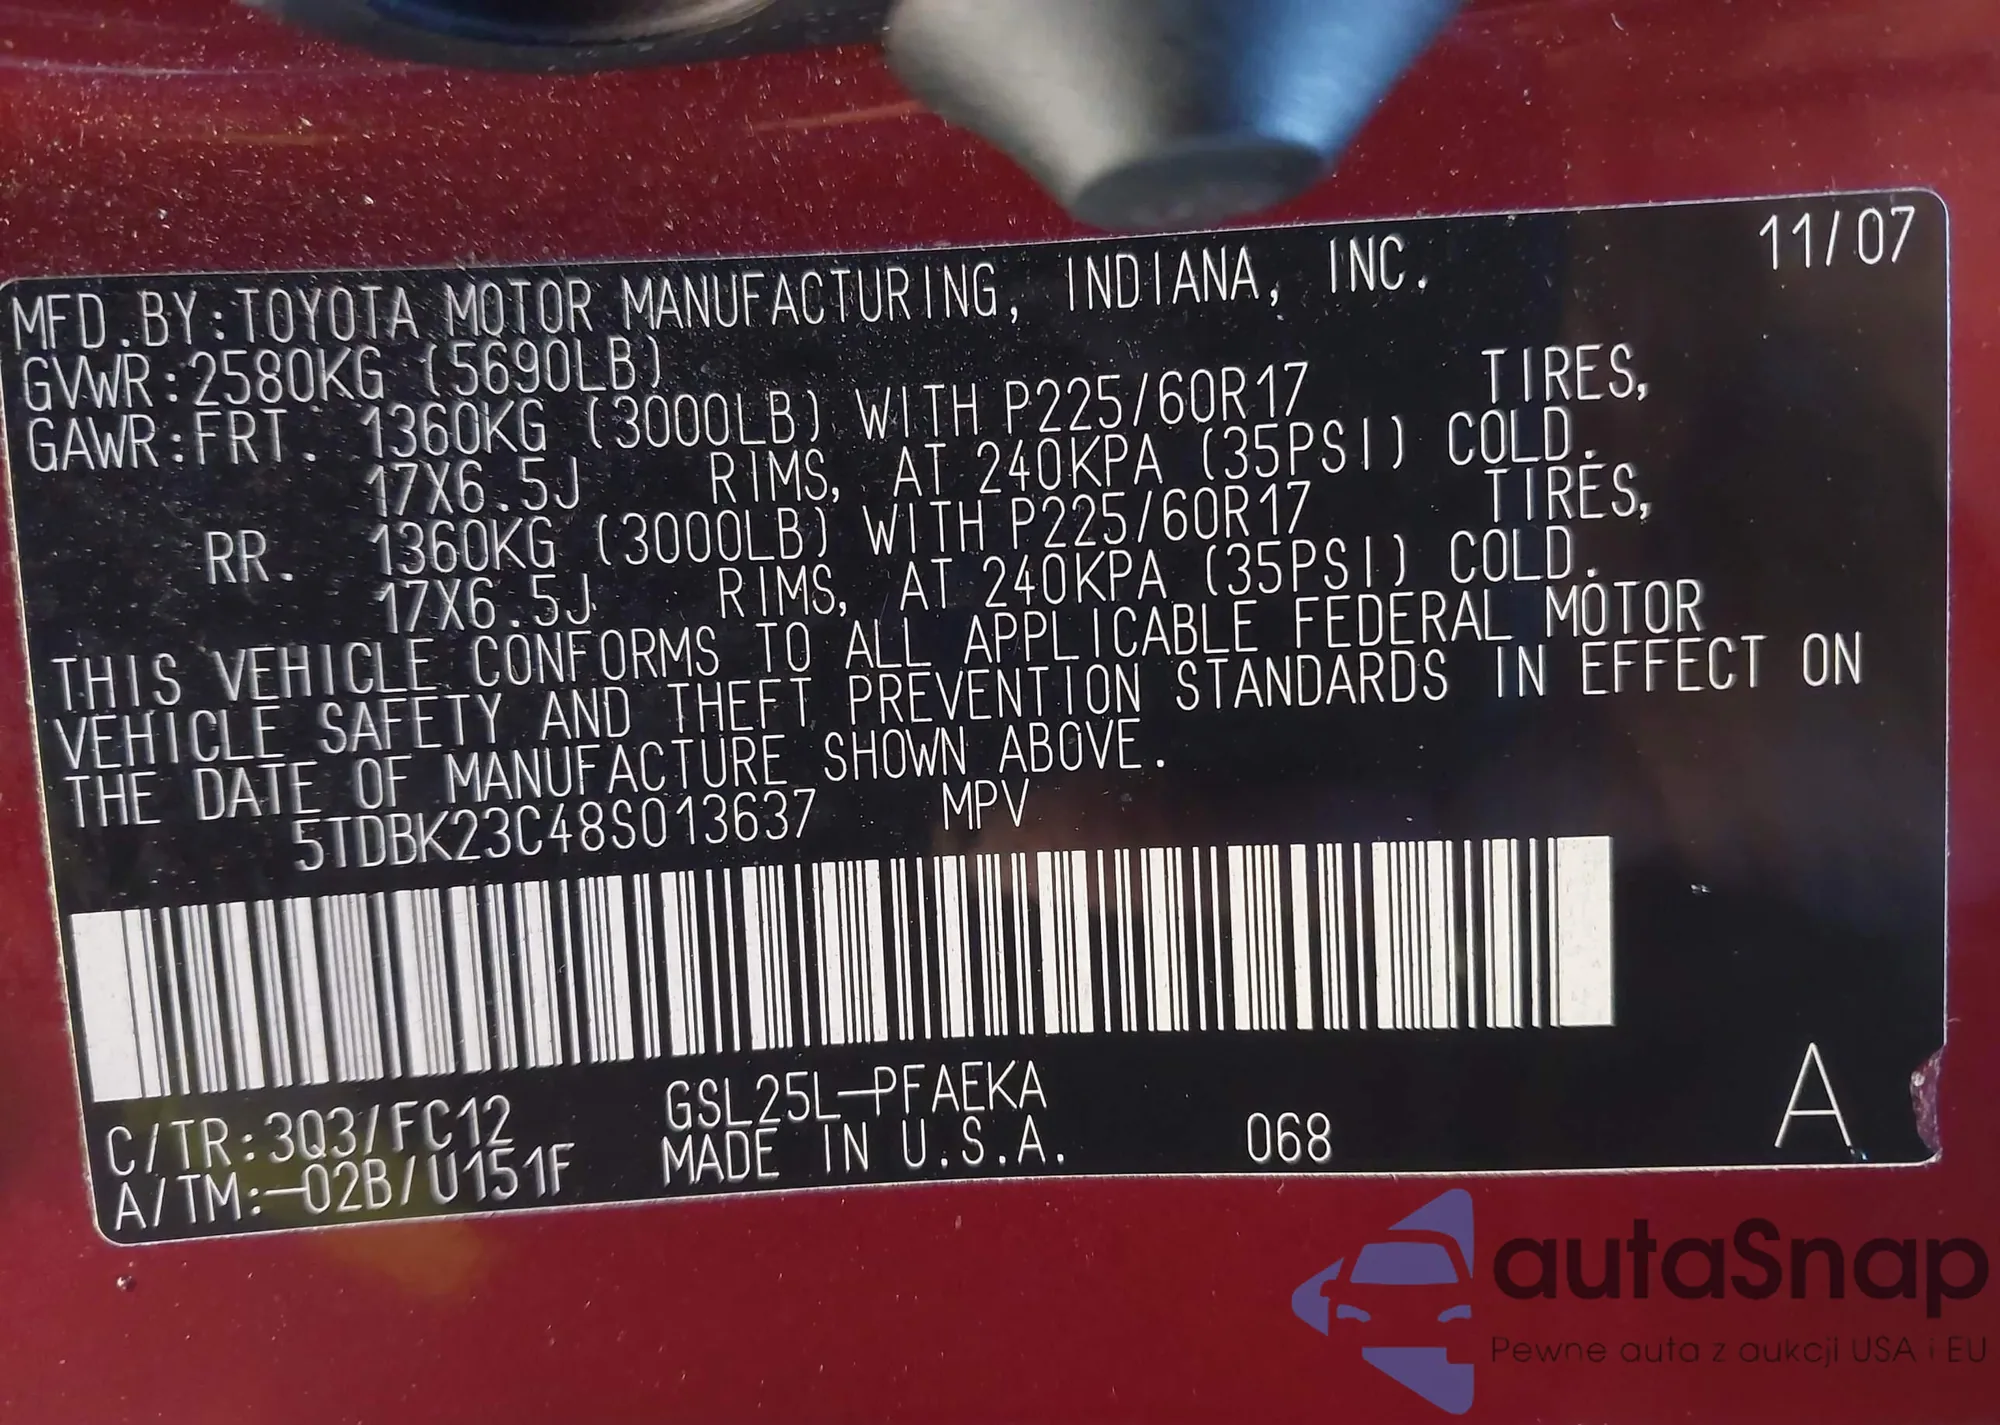 11/07
MFD.BY:TOYOTA MOTOR MANUFACTURING, INDIANA, INC.
GVWR:2580KG (5690LB)
GAWR:FRT. 1360KG (3000LB) WITH P225/60R17 TIRES,
17X6.5J RIMS, AT 240KPA (35PSI) COLD.
RR. 1360KG (3000LB) WITH P225/60R17 TIRES,
17X6.5J RIMS, AT 240KPA (35PSI) COLD.
THIS VEHICLE CONFORMS TO ALL APPLICABLE FEDERAL MOTOR
VEHICLE SAFETY AND THEFT PREVENTION STANDARDS IN EFFECT ON
THE DATE OF MANUFACTURE SHOWN ABOVE.
5TDBK23C48S013637 MPV
C/TR:3Q3/FC12 GSL25L-PFAEKA
A/TM:-02B/U151F MADE IN U.S.A. 068 A
autaSnap
Pewne auta z aukcji USA i EU